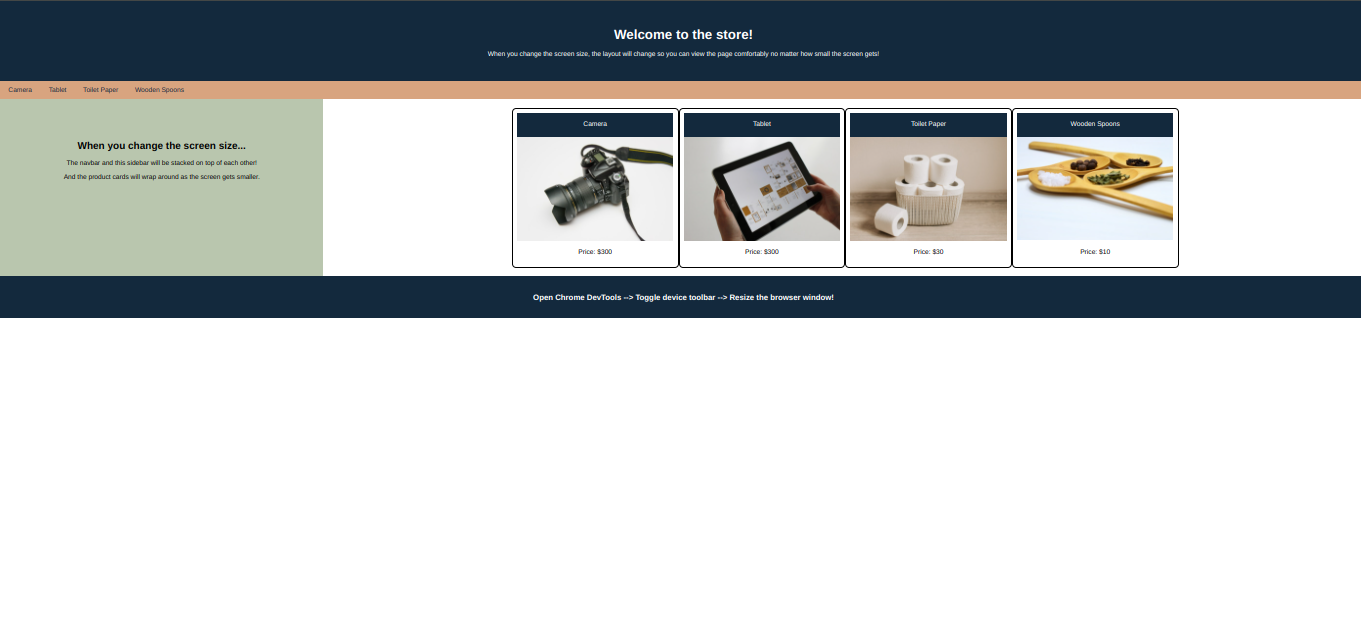 Welcome to the store!
When you change the screen size, the layout will change so you can view the page comfortably no matter how small the screen gets!
Camera Tablet Toilet Paper Wooden Spoons
When you change the screen size...
The navbar and this sidebar will be stacked on top of each other!
And the product cards will wrap around as the screen gets smaller.
Camera
Price: $300
Tablet
Price: $300
Toilet Paper
Price: $30
Wooden Spoons
Price: $10
Open Chrome DevTools --> Toggle device toolbar --> Resize the browser window!